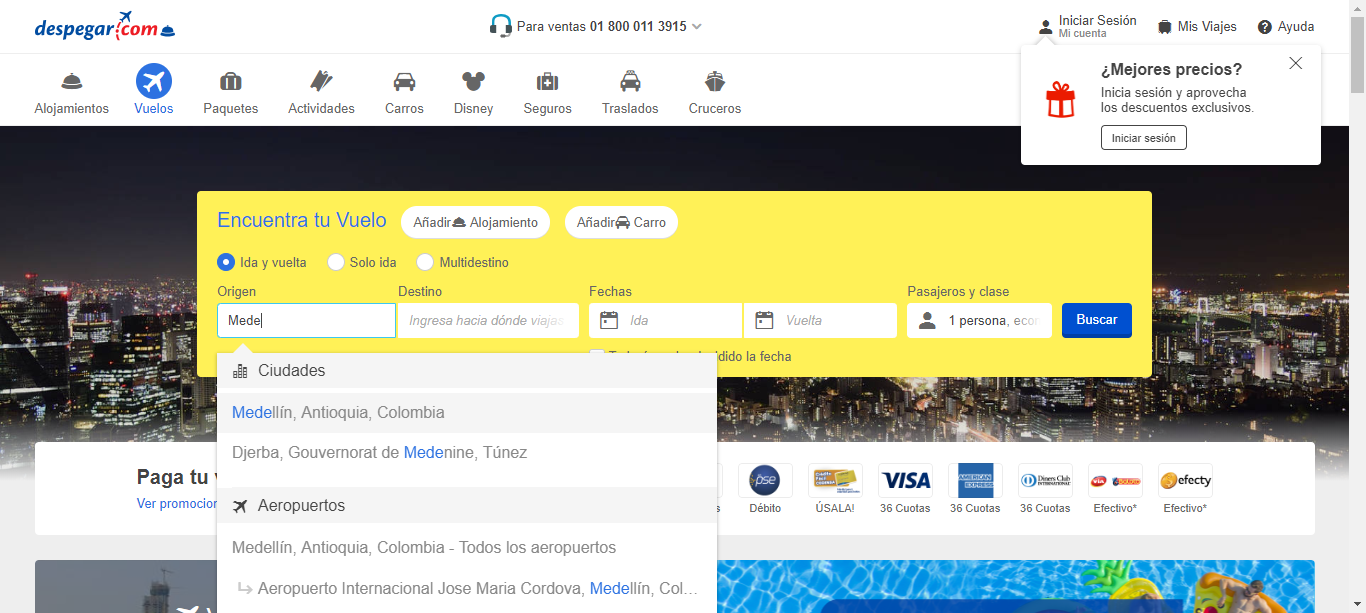 despegar.com
Para ventas 01 800 011 3915
Iniciar Sesión
Mi cuenta
Mis Viajes
Ayuda
¿Mejores precios?
Inicia sesión y aprovecha
los descuentos exclusivos.
Iniciar sesión
Alojamientos
Vuelos
Paquetes
Actividades
Carros
Disney
Seguros
Traslados
Cruceros
Encuentra tu Vuelo
Añadir Alojamiento
Añadir Carro
Ida y vuelta
Solo ida
Multidestino
Origen
Destino
Fechas
Pasajeros y clase
Mede
Ingresa hacia dónde viajas
Ida
Vuelta
1 persona, econ
Buscar
la fecha
Ciudades
Medellín, Antioquia, Colombia
Djerba, Gouvernorat de Medenine, Túnez
Aeropuertos
Medellín, Antioquia, Colombia - Todos los aeropuertos
Aeropuerto Internacional Jose Maria Cordova, Medellín, Col...
Paga tu
Ver promocion
pse
VISA
AMERICAN EXPRESS
Diners Club
INTERNATIONAL
via
efecty
Débito
ÚSALA!
36 Cuotas
36 Cuotas
36 Cuotas
Efectivo*
Efectivo*